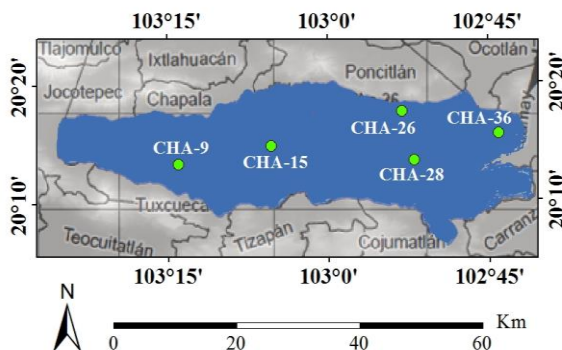 103°15' 103°0' 102°45'
Tlajomulco
Ixtlahuacán
Ocotlán
Poncitlán
20°20'
20°20'
Jocotepec
Chapala
CHA-26
CHA-36
CHA-9
CHA-15
CHA-28
20°10'
20°10'
Tuxcueca
Teocuitatlán
Tizapán
Cojumatlán
Carranz
103°15' 103°0' 102°45'
N
Km
0 10 20 40 60